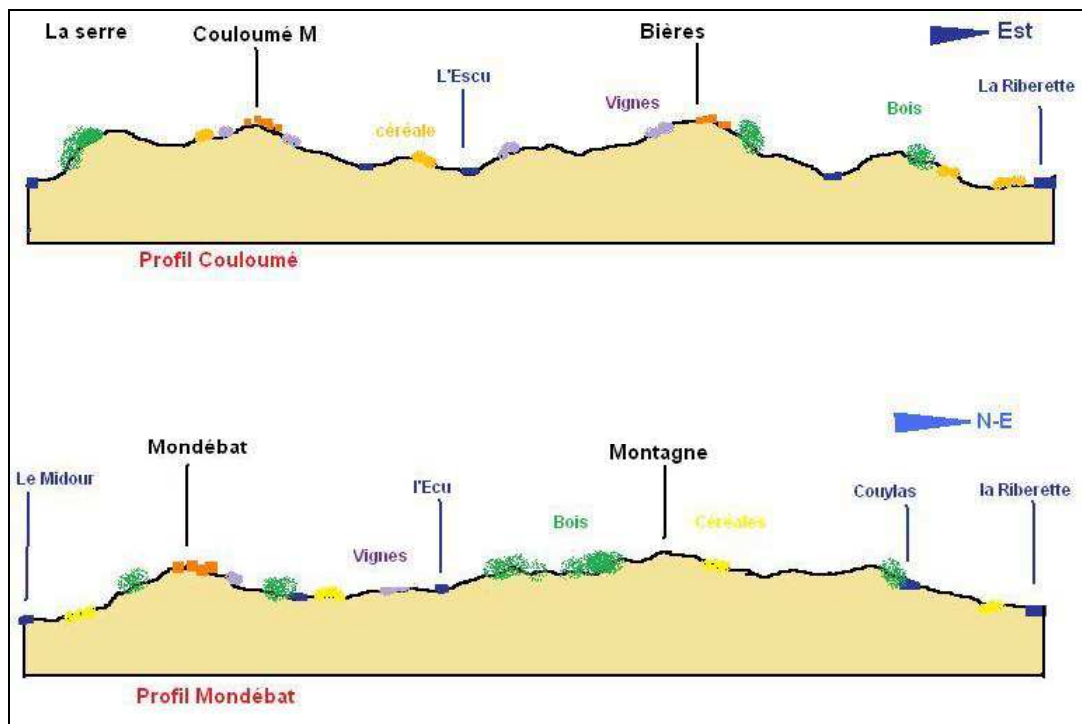 La serre
Couloumé M
Bières
Est
L'Escu
La Riberette
Vignes
Bois
céréale
Profil Couloumé
N-E
Mondébat
Montagne
Le Midour
l'Ecu
Couylas
la Riberette
Bois
Céréales
Vignes
Profil Mondébat